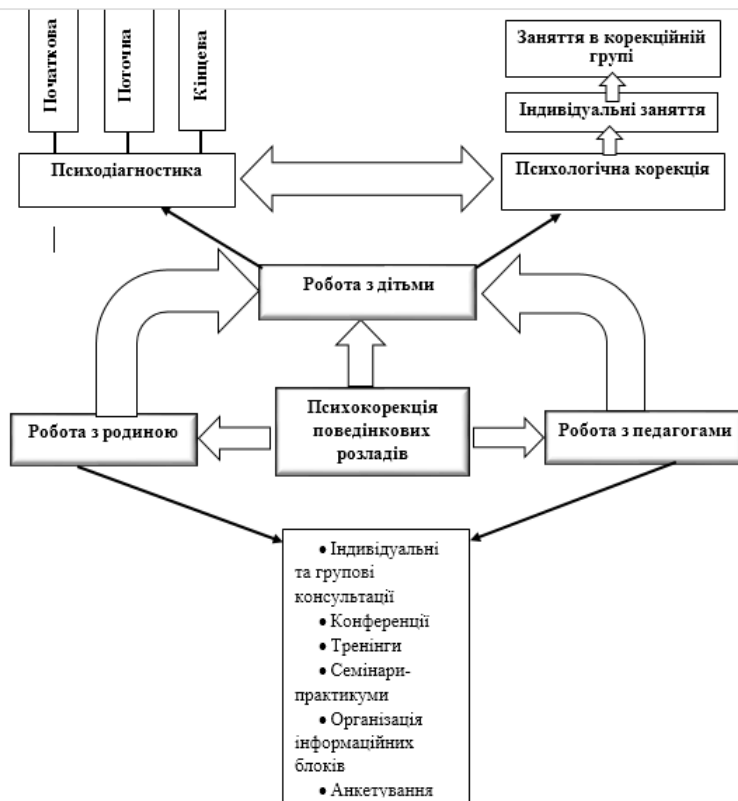 Початкова
Поточна
Кінцева
Заняття в корекційній
групі
Індивідуальні заняття
Психодіагностика
Психологічна корекція
Робота з дітьми
Робота з родиною
Психокорекція
поведінкових
розладів
Робота з педагогами
• Індивідуальні
та групові
консультації
• Конференції
• Тренінги
• Семінари-
практикуми
• Організація
інформаційних
блоків
• Анкетування